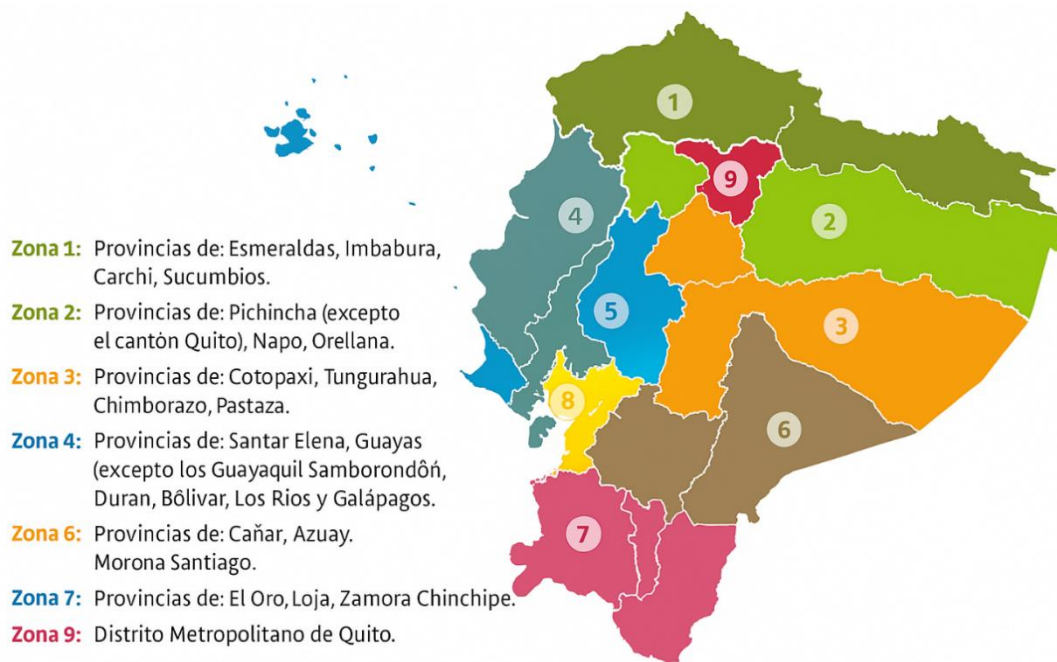 Zona 1: Provincias de: Esmeraldas, Imbabura,
Carchi, Sucumbios.
Zona 2: Provincias de: Pichincha (excepto
el cantòn Quito), Napo, Orellana.
Zona 3: Provincias de: Cotopaxi, Tungurahua,
Chimborazo, Pastaza.
Zona 4: Provincias de: Santar Elena, Guayas
(excepto los Guayaquil Samborondôń,
Duran, Bôlivar, Los Rios y Galápagos.
Zona 6: Provincias de: Caňar, Azuay.
Morona Santiago.
Zona 7: Provincias de: El Oro, Loja, Zamora Chinchipe.
Zona 9: Distrito Metropolitano de Quito.
1
9
4
2
5
3
8
6
7